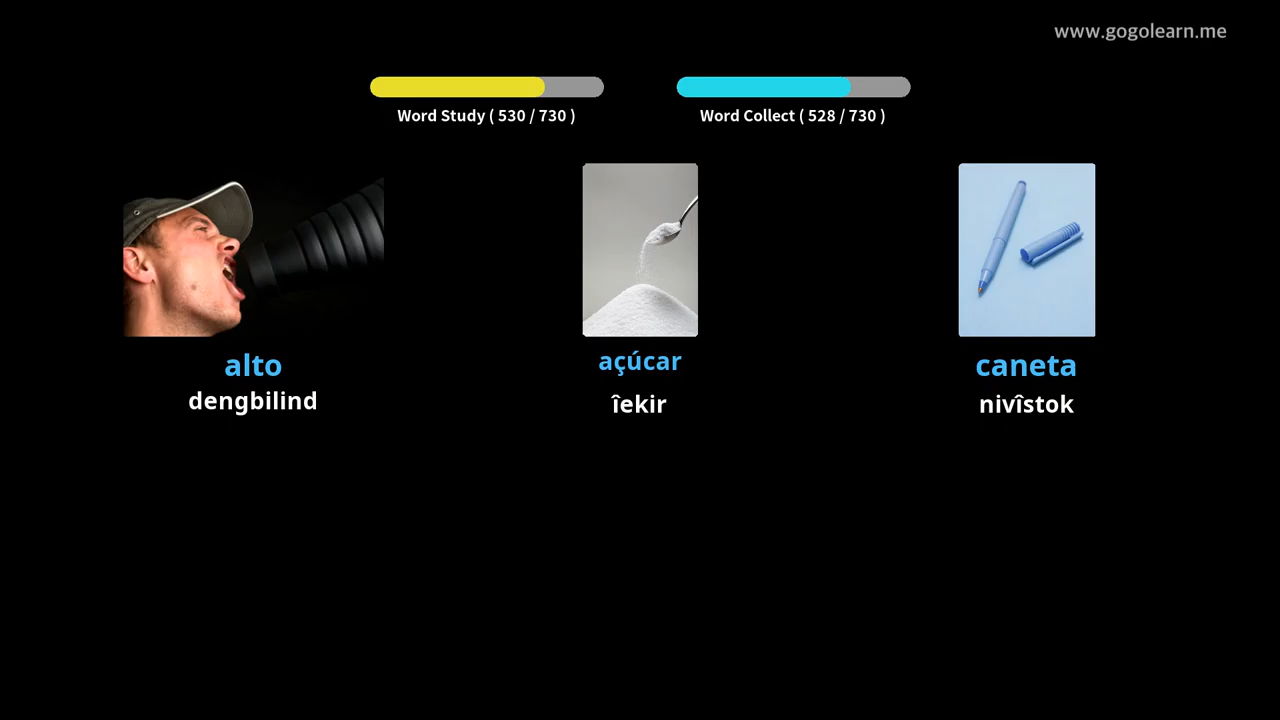 www.gogolearn.me
Word Study ( 530 / 730 )
Word Collect ( 528 / 730 )
alto
dengbilind
açúcar
îekir
caneta
nivîstok